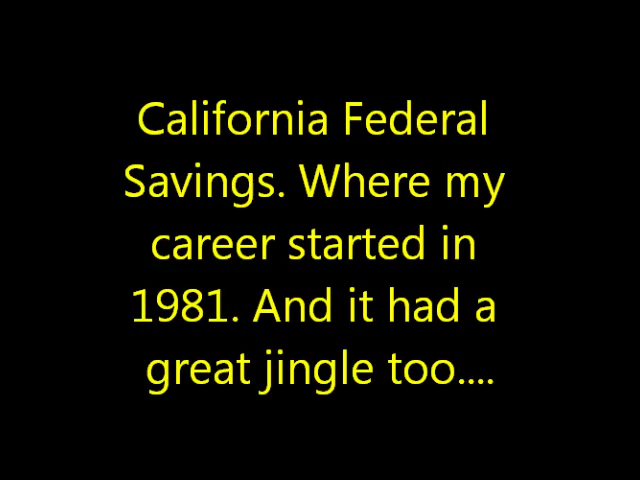 California Federal
Savings. Where my
career started in
1981. And it had a
great jingle too....